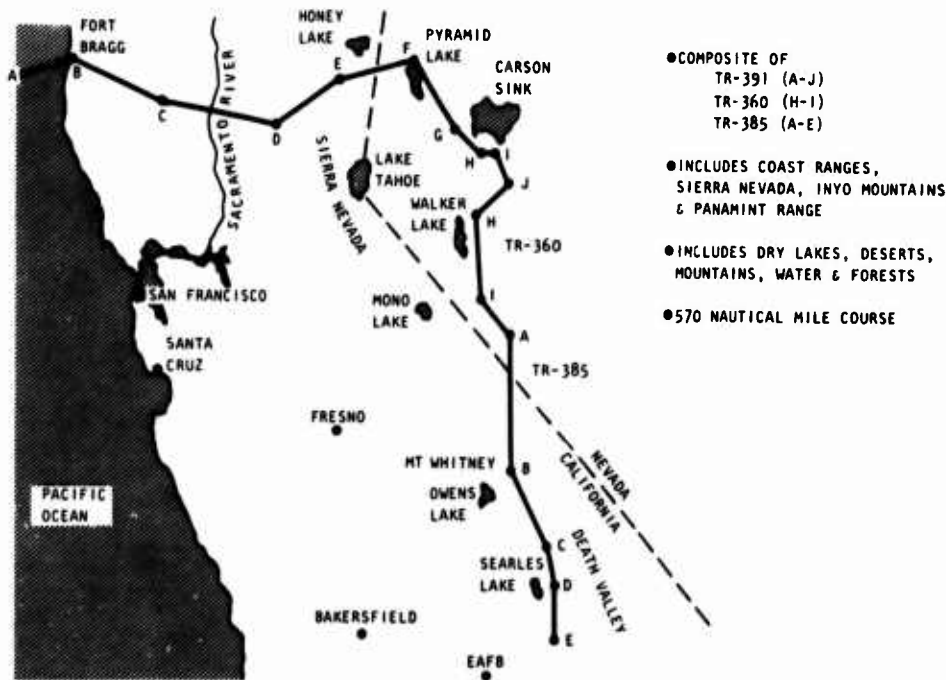 HONEY
LAKE
FORT
BRAGG
PYRAMID
LAKE
CARSON
SINK
A
B
C
D
E
F
G
H
I
J
SACRAMENTO RIVER
SIERRA NEVADA
LAKE
TAHOE
WALKER
LAKE
H
TR-360
I
SAN FRANCISCO
MONO
LAKE
A
TR-385
SANTA
CRUZ
FRESNO
MT WHITNEY
B
NEVADA
CALIFORNIA
OWENS
LAKE
PACIFIC
OCEAN
C
DEATH VALLEY
SEARLES
LAKE
D
BAKERSFIELD
E
EAFB
●COMPOSITE OF
TR-391 (A-J)
TR-360 (H-I)
TR-385 (A-E)
●INCLUDES COAST RANGES,
SIERRA NEVADA, INYO MOUNTAINS
& PANAMINT RANGE
●INCLUDES DRY LAKES, DESERTS,
MOUNTAINS, WATER & FORESTS
●570 NAUTICAL MILE COURSE